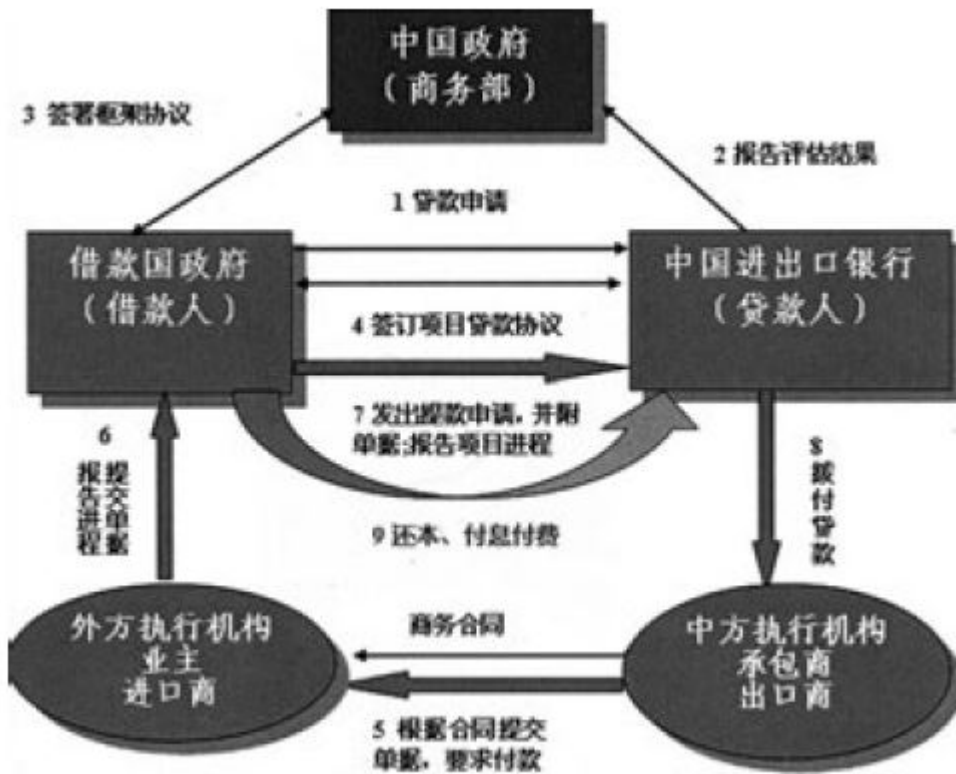 中国政府
（商务部）
3 签署框架协议
2 报告评估结果
1 贷款申请
借款国政府
（借款人）
中国进出口银行
（贷款人）
4 签订项目贷款协议
7 发出提款申请，并附
单据;报告项目进程
6
提交单据
报告进程
8
拨付贷款
9 还本、付息付费
外方执行机构
业主
进口商
商务合同
中方执行机构
承包商
出口商
5 根据合同提交
单据，要求付款